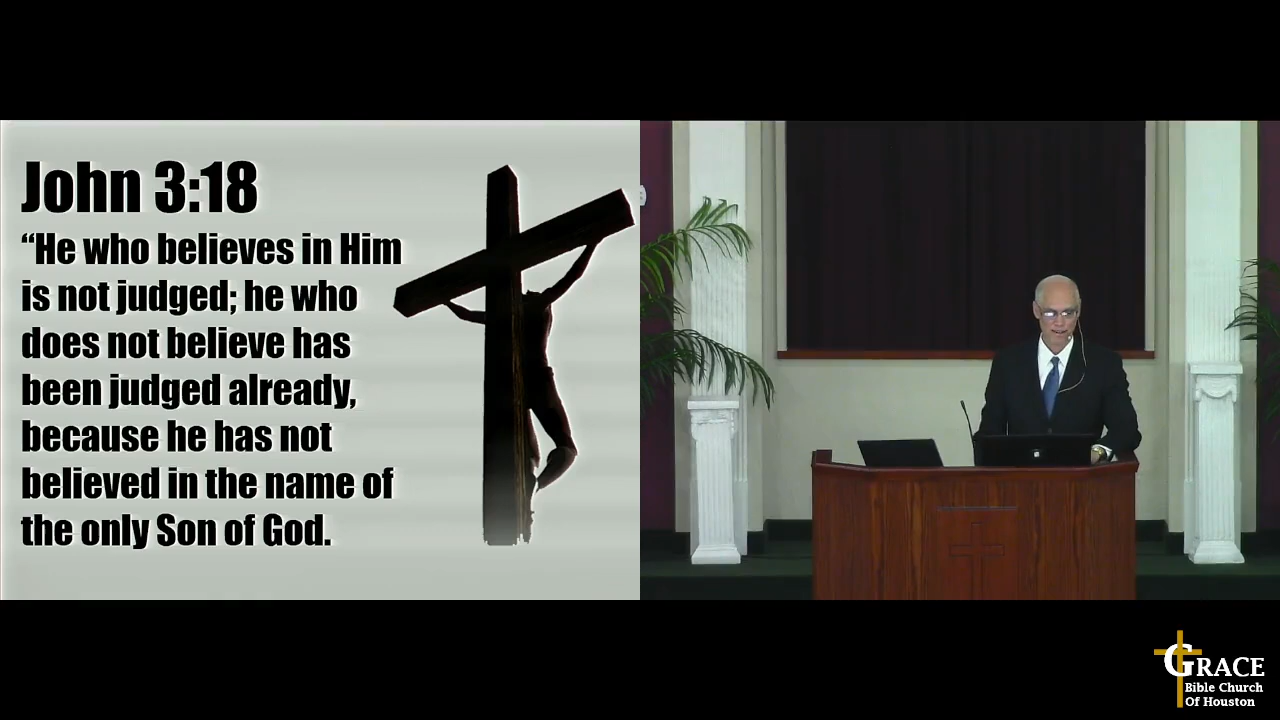 John 3:18
“He who believes in Him
is not judged; he who
does not believe has
been judged already,
because he has not
believed in the name of
the only Son of God.
GRACE
Bible Church
Of Houston